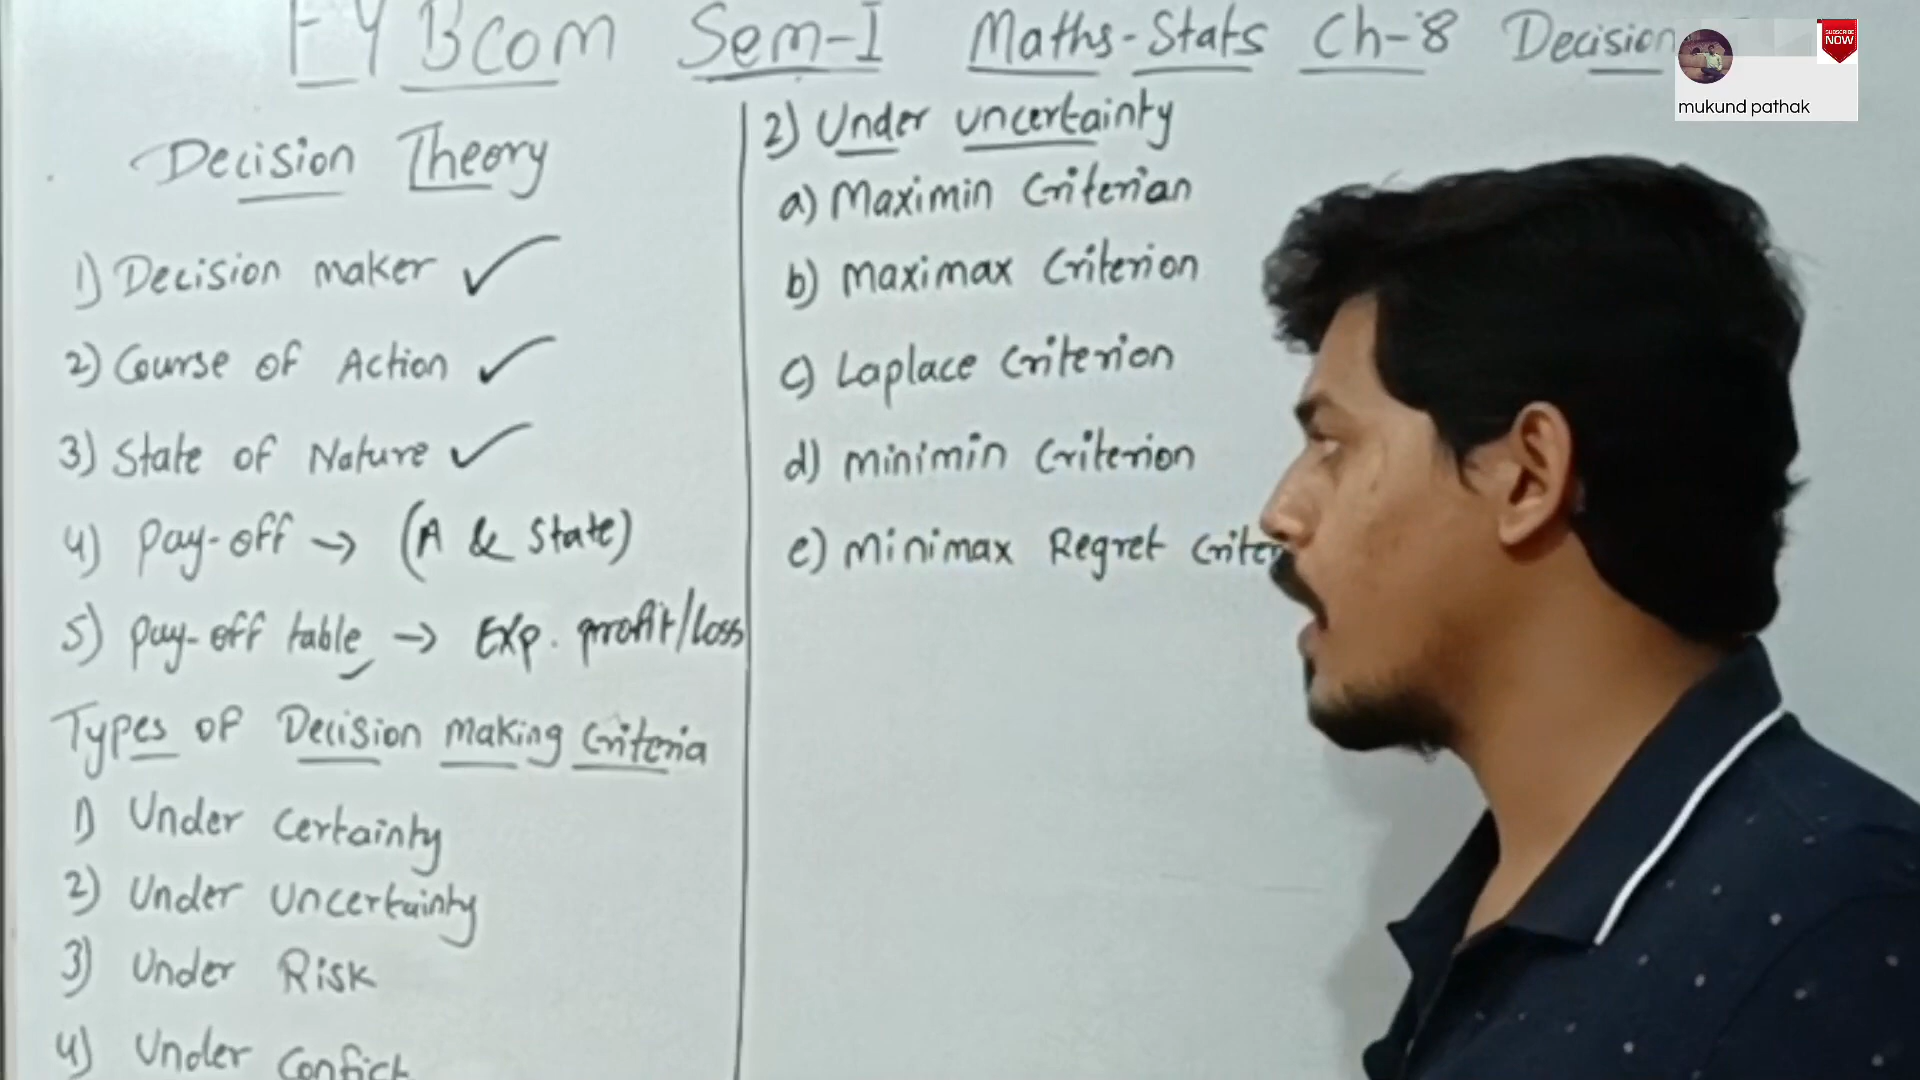 FY Bcom Sem-I Maths-Stats Ch-8 Decision
SUBSCRIBE NOW
mukund pathak
Decision Theory
1) Decision maker ✓
2) Course of Action ✓
3) State of Nature ✓
4) Pay-off → (A & State)
5) Pay-off table → Exp. profit/loss
Types of Decision Making Criteria
1) Under Certainty
2) Under Uncertainty
3) Under Risk
4) Under Confict
2) Under uncertainty
a) Maximin Criterian
b) Maximax Criterion
c) Laplace Criterion
d) Minimin Criterion
e) Minimax Regret Criter